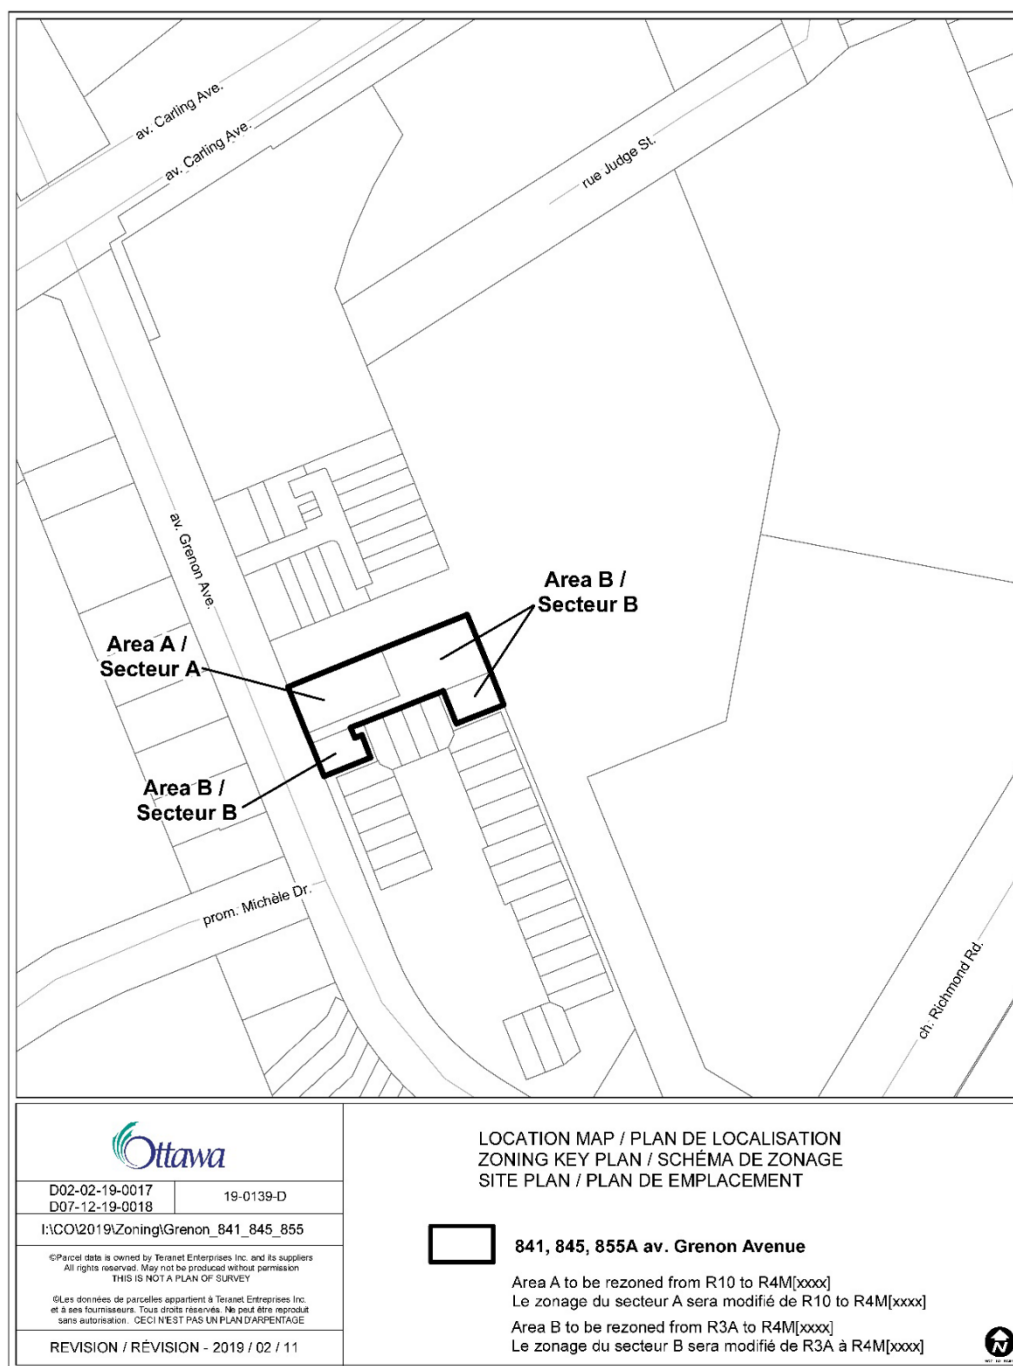 av. Carling Ave.
av. Carling Ave.
rue Judge St.
av. Grenon Ave.
Area B /
Secteur B
Area A /
Secteur A
Area B /
Secteur B
prom. Michèle Dr.
ch. Richmond Rd.
Ottawa
D02-02-19-0017
D07-12-19-0018
19-0139-D
I:\CO\2019\Zoning\Grenon_841_845_855
©Parcel data is owned by Teranet Enterprises Inc. and its suppliers
All rights reserved. May not be produced without permission
THIS IS NOT A PLAN OF SURVEY
©Les données de parcelles appartient à Teranet Entreprises Inc.
et à ses fournisseurs. Tous droits réservés. Ne peut être reproduit
sans autorisation. CECI N'EST PAS UN PLAN D'ARPENTAGE
REVISION / RÉVISION - 2019 / 02 / 11
LOCATION MAP / PLAN DE LOCALISATION
ZONING KEY PLAN / SCHÉMA DE ZONAGE
SITE PLAN / PLAN DE EMPLACEMENT
841, 845, 855A av. Grenon Avenue
Area A to be rezoned from R10 to R4M[xxxx]
Le zonage du secteur A sera modifié de R10 to R4M[xxxx]
Area B to be rezoned from R3A to R4M[xxxx]
Le zonage du secteur B sera modifié de R3A à R4M[xxxx]
N